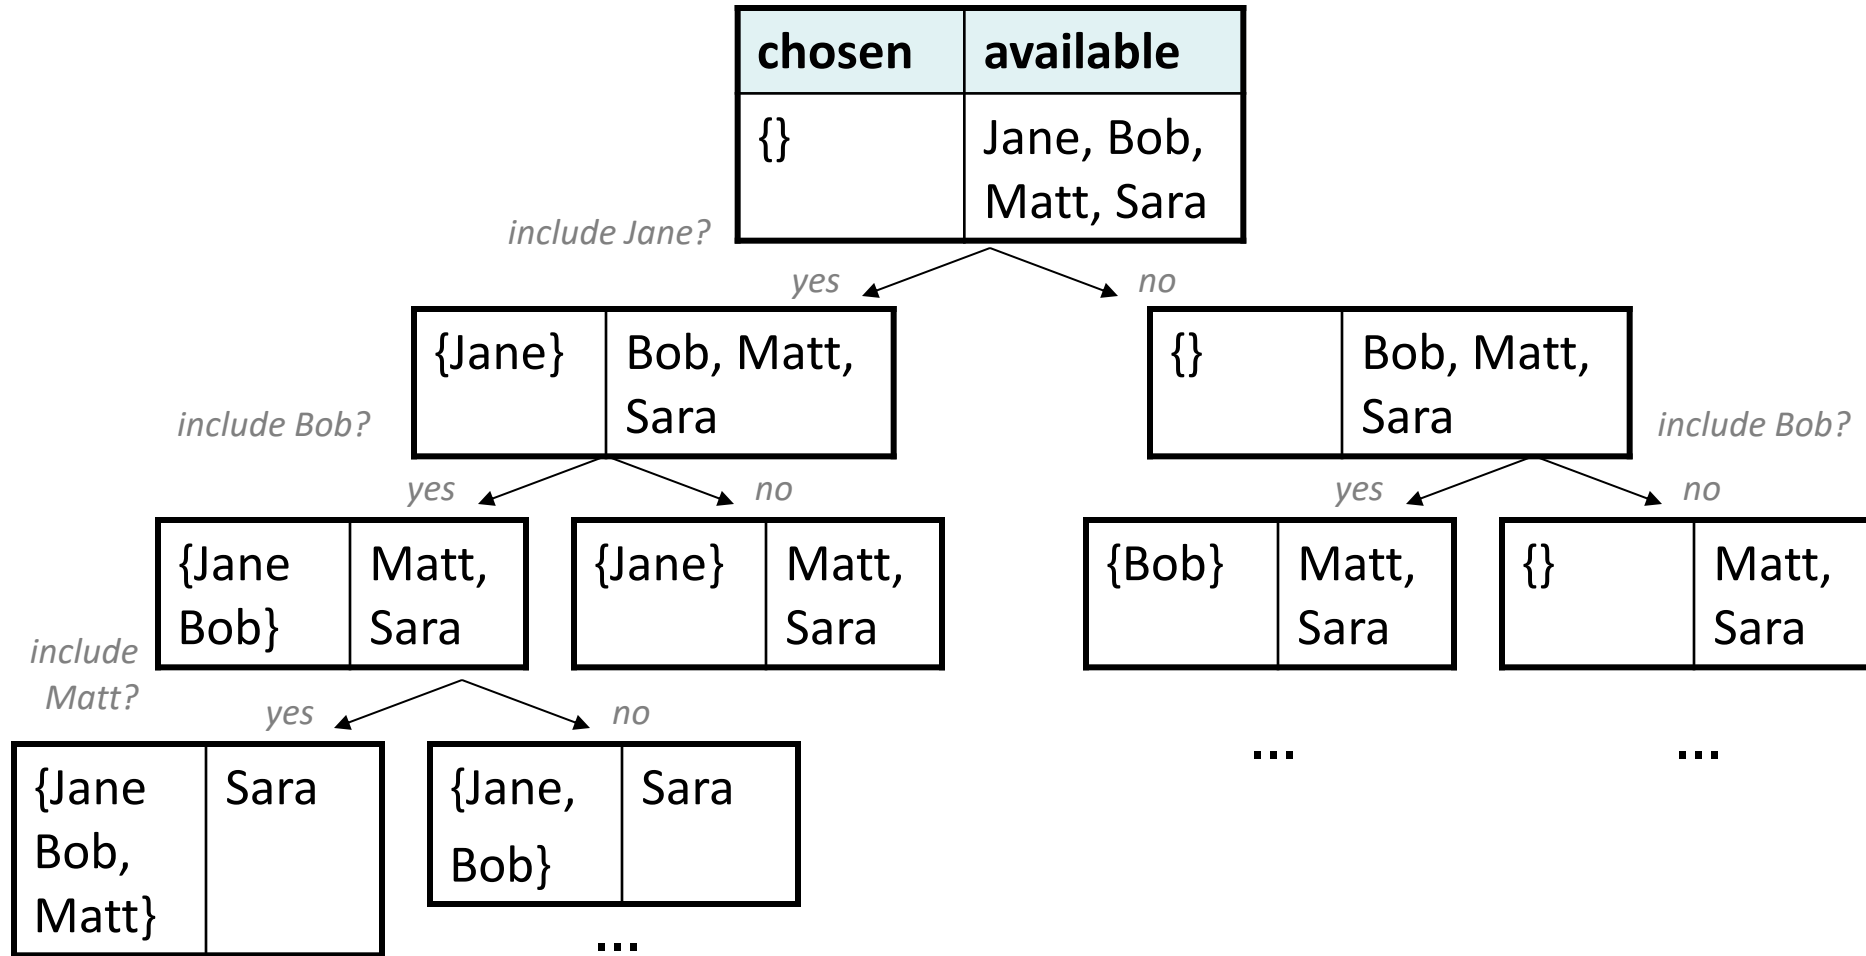 chosen available
{} Jane, Bob,
Matt, Sara
include Jane?
yes no
{Jane} Bob, Matt,
Sara
{} Bob, Matt,
Sara
include Bob?
include Bob?
yes no
yes no
{Jane
Bob}
Matt,
Sara
{Jane} Matt,
Sara
{Bob} Matt,
Sara
{} Matt,
Sara
include
Matt?
yes no
{Jane
Bob,
Matt}
Sara
{Jane,
Bob}
Sara
...
...
...